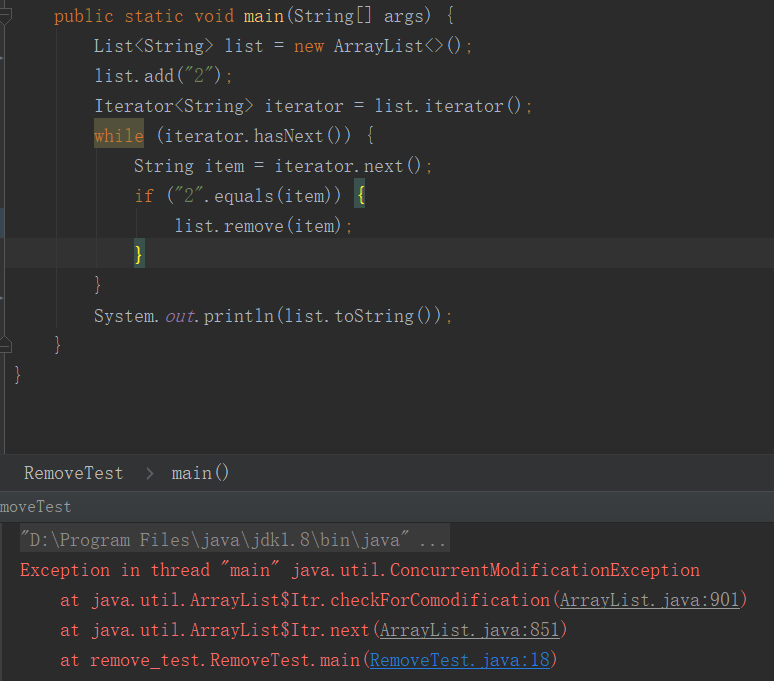 public static void main(String[] args) {
List<String> list = new ArrayList<>();
list.add("2");
Iterator<String> iterator = list.iterator();
while (iterator.hasNext()) {
String item = iterator.next();
if ("2".equals(item)) {
list.remove(item);
}
}
System.out.println(list.toString());
}
}
RemoveTest > main()
moveTest
"D:\Program Files\java\jdk1.8\bin\java" ...
Exception in thread "main" java.util.ConcurrentModificationException
at java.util.ArrayList$Itr.checkForComodification(ArrayList.java:901)
at java.util.ArrayList$Itr.next(ArrayList.java:851)
at remove_test.RemoveTest.main(RemoveTest.java:18)